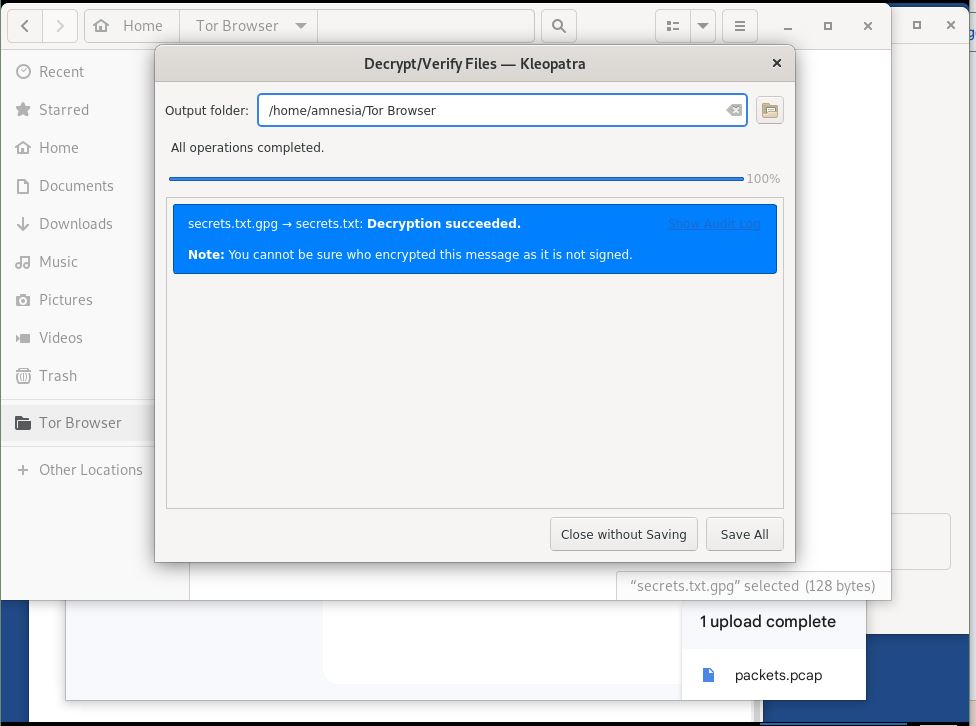 Home
Tor Browser
Decrypt/Verify Files — Kleopatra
Output folder:
/home/amnesia/Tor Browser
All operations completed.
100%
secrets.txt.gpg → secrets.txt: Decryption succeeded.
Show Audit Log
Note: You cannot be sure who encrypted this message as it is not signed.
Close without Saving
Save All
Recent
Starred
Home
Documents
Downloads
Music
Pictures
Videos
Trash
Tor Browser
Other Locations
“secrets.txt.gpg” selected (128 bytes)
1 upload complete
packets.pcap